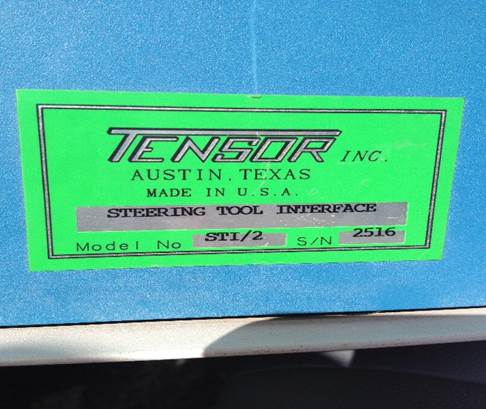 TENSOR INC.
AUSTIN, TEXAS
MADE IN U.S.A.
STEERING TOOL INTERFACE
Model No STI/2 S/N 2516